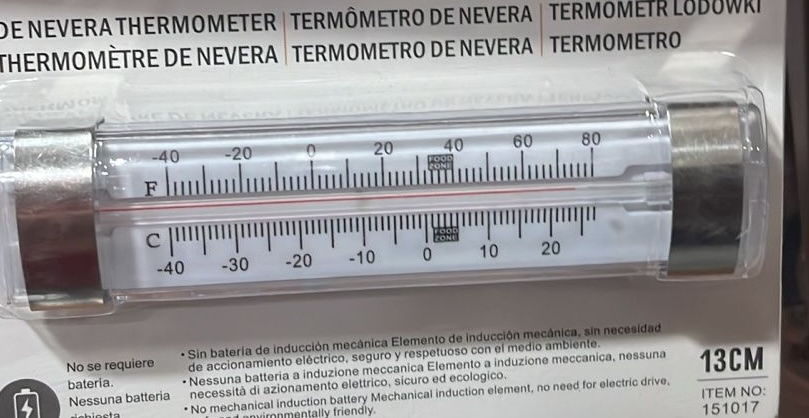 DE NEVERA THERMOMETER | TERMÔMETRO DE NEVERA | TERMOMETR LODÓWKI
THERMOMÈTRE DE NEVERA | TERMOMETRO DE NEVERA | TERMOMETRO
-40 -20 0 20 40 60 80
FOOD
ZONE
F
C
FOOD
ZONE
-40 -30 -20 -10 0 10 20
No se requiere
bateria.
Nessuna batteria
• Sin batería de inducción mecánica Elemento de inducción mecánica, sin necesidad
de accionamiento eléctrico, seguro y respetuoso con el medio ambiente.
• Nessuna batteria a induzione meccanica Elemento a induzione meccanica, nessuna
necessità di azionamento elettrico, sicuro ed ecologico.
• No mechanical induction battery Mechanical induction element, no need for electric drive,
environmentally friendly.
13CM
ITEM NO:
151017